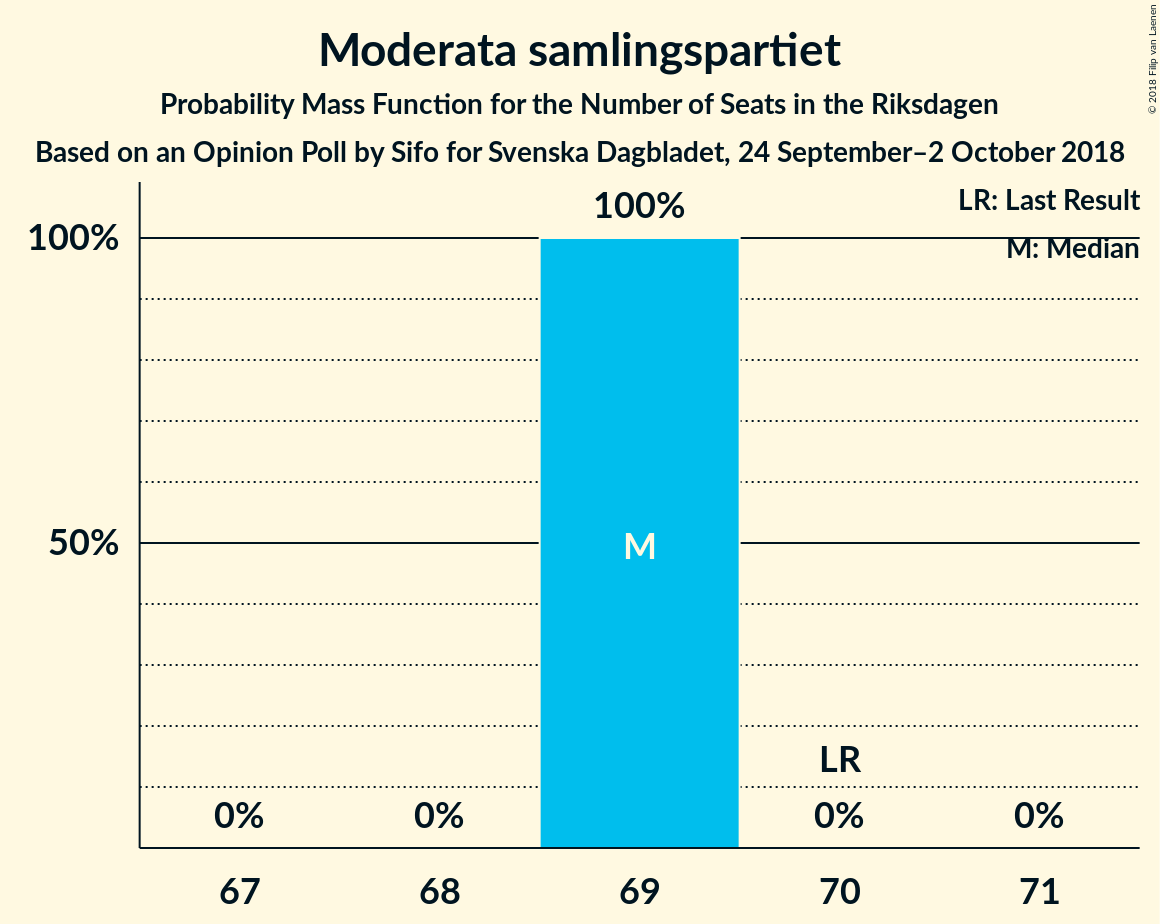 Moderata samlingspartiet
Probability Mass Function for the Number of Seats in the Riksdagen
Based on an Opinion Poll by Sifo for Svenska Dagbladet, 24 September–2 October 2018
© 2018 Filip van Laenen
LR: Last Result
M: Median
100%
100%
50%
M
LR
0%
0%
0%
0%
67
68
69
70
71